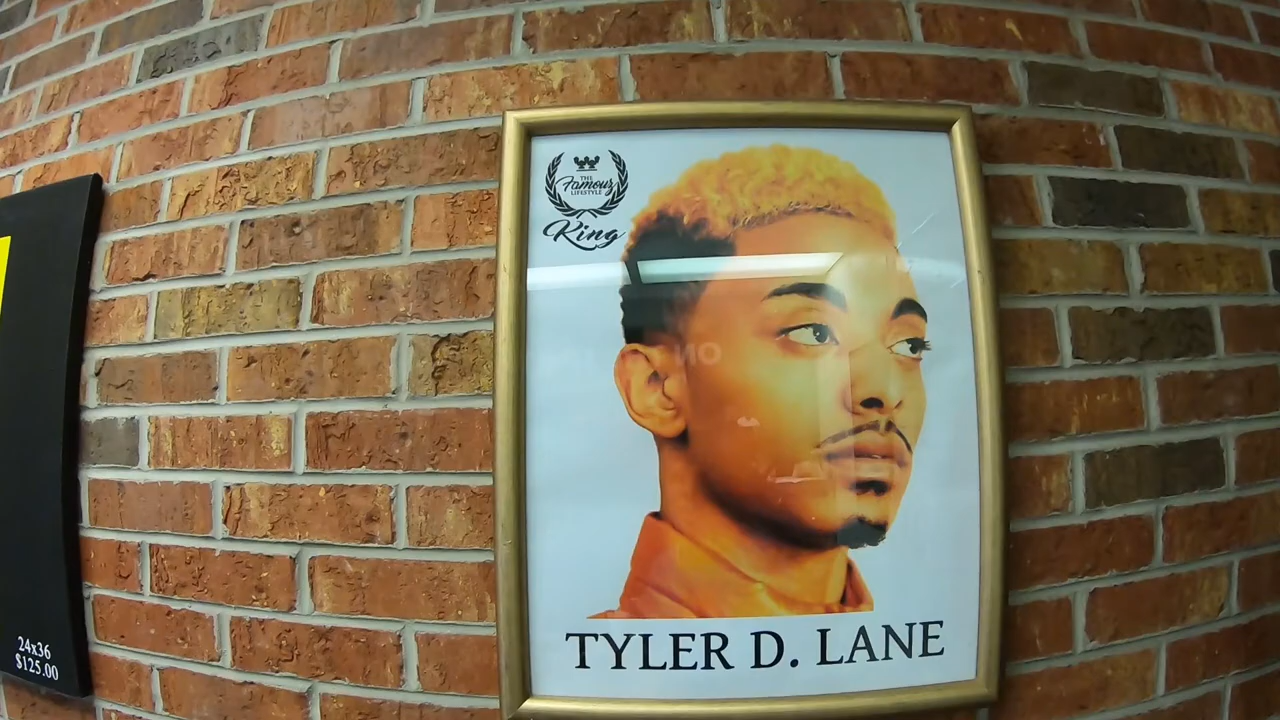 THE
Famous
LIFESTYLE
King
TYLER D. LANE
24x36
$125.00